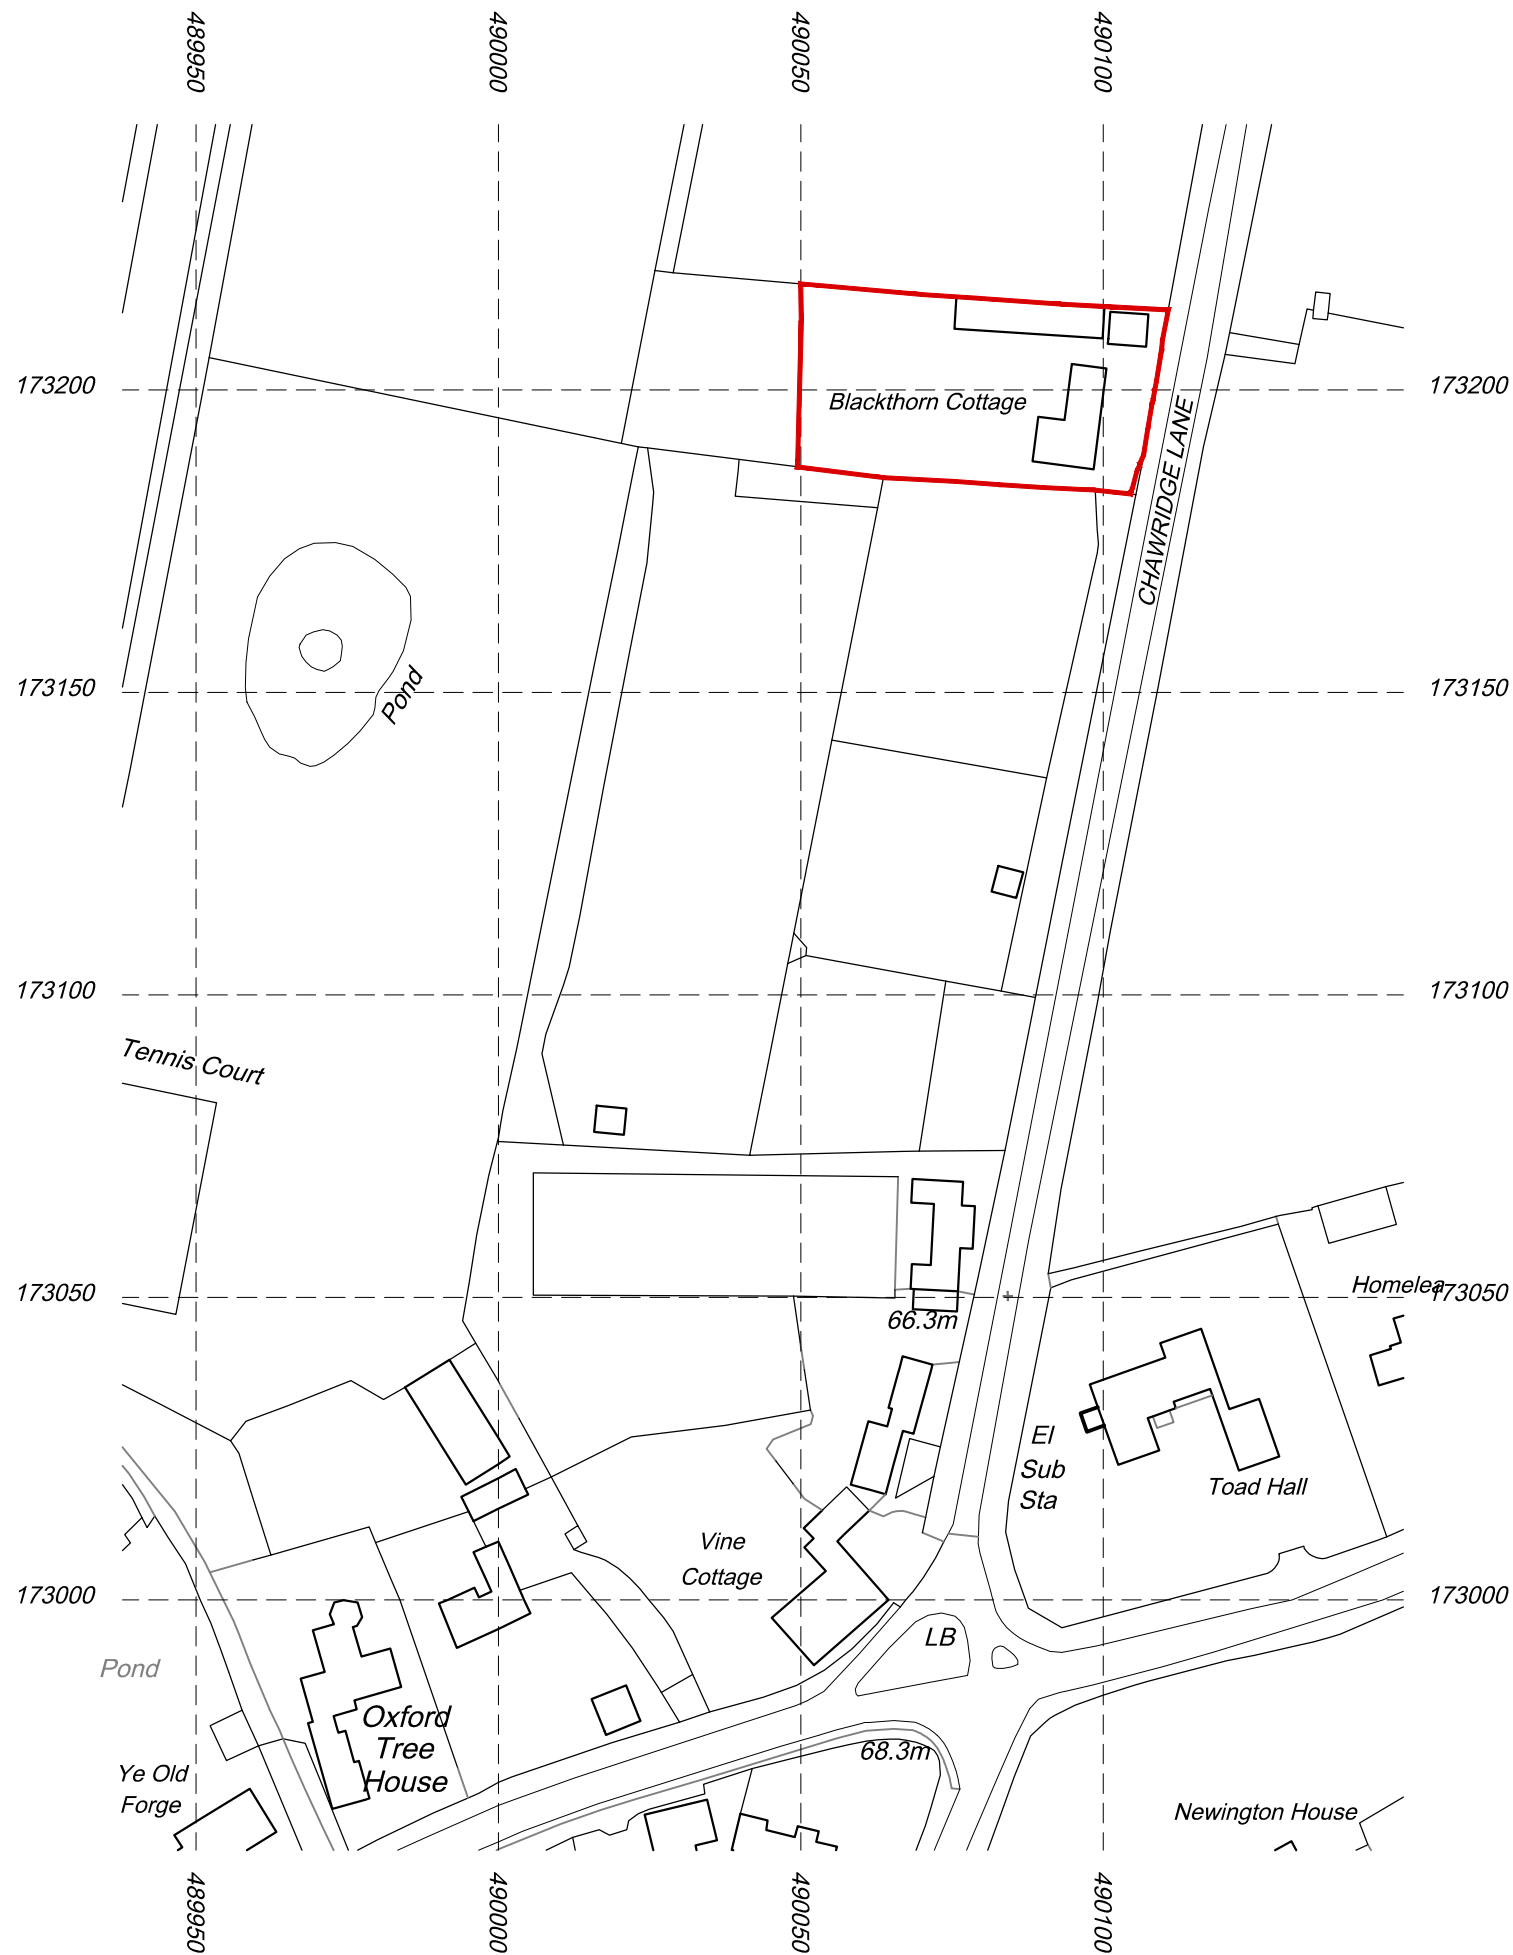 489950
490000
490050
490100
173200
173200
Blackthorn Cottage
CHAWRIDGE LANE
Pond
173150
173150
173100
173100
Tennis Court
173050
Homelea
173050
66.3m
El
Sub
Sta
Toad Hall
Vine
Cottage
173000
173000
LB
Pond
Oxford
Tree
House
68.3m
Ye Old
Forge
Newington House
489950
490000
490050
490100